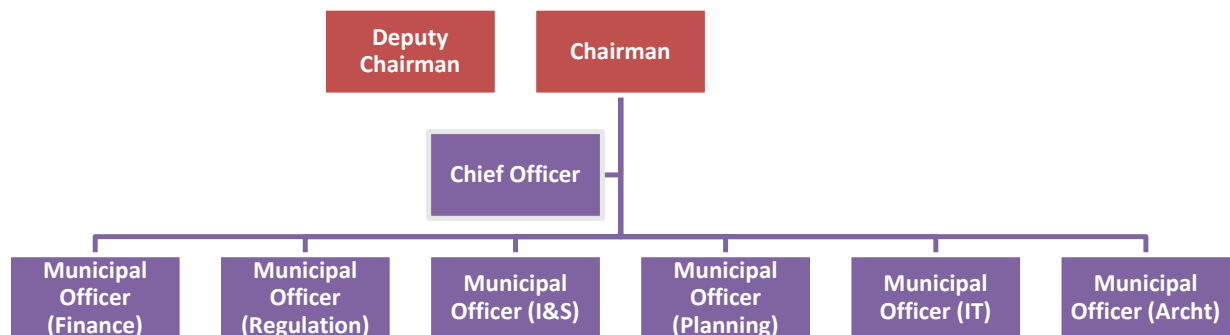 Deputy
Chairman
Chairman
Chief Officer
Municipal
Officer
(Finance)
Municipal
Officer
(Regulation)
Municipal
Officer (I&S)
Municipal
Officer
(Planning)
Municipal
Officer (IT)
Municipal
Officer (Archt)